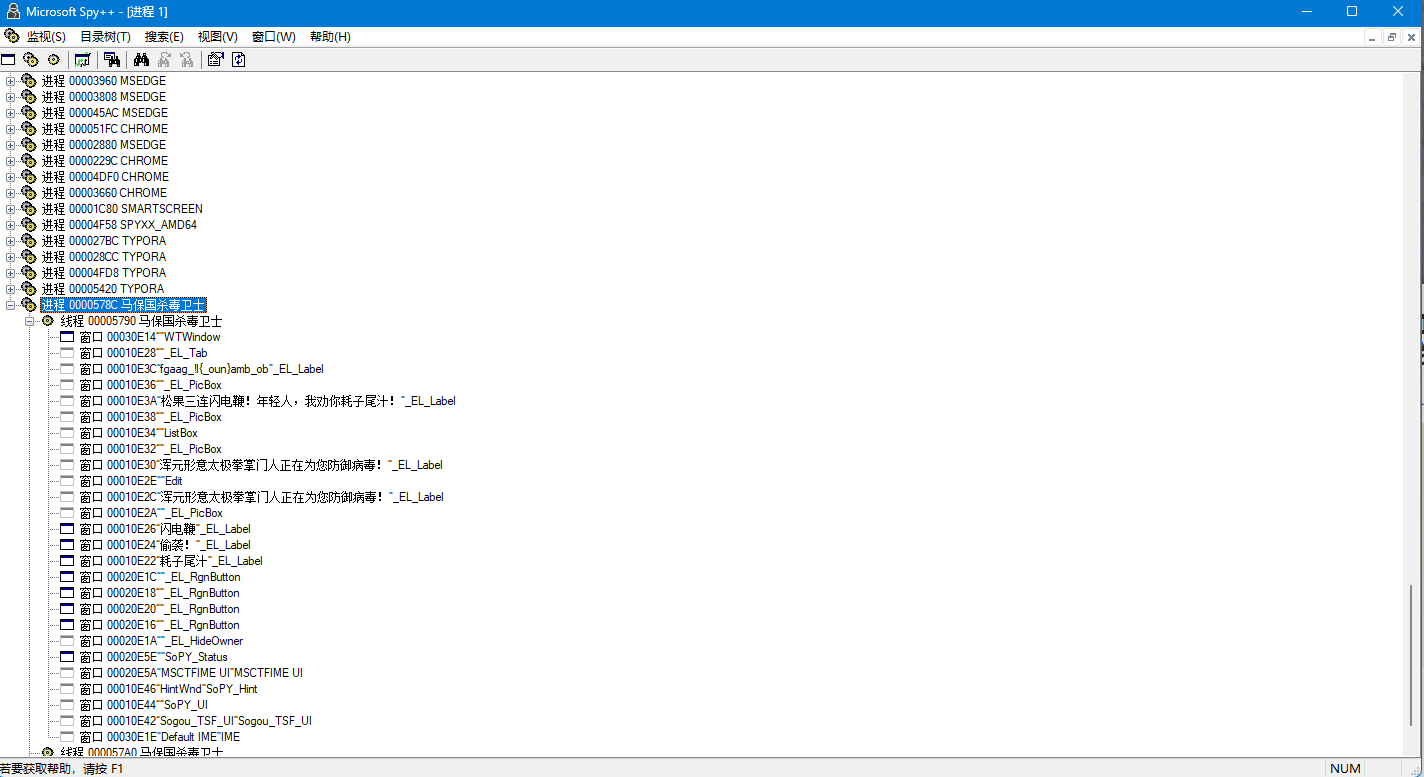 Microsoft Spy++ - [进程 1]
监视(S) 目录树(T) 搜索(E) 视图(V) 窗口(W) 帮助(H)
进程 00003960 MSEDGE
进程 00003808 MSEDGE
进程 000045AC MSEDGE
进程 000051FC CHROME
进程 00002880 MSEDGE
进程 0000229C CHROME
进程 00004DF0 CHROME
进程 00003660 CHROME
进程 00001C80 SMARTSCREEN
进程 00004F58 SPYXX_AMD64
进程 000027BC TYPORA
进程 000028CC TYPORA
进程 00004FD8 TYPORA
进程 00005420 TYPORA
进程 0000578C 马保国杀毒卫士
线程 00005790 马保国杀毒卫士
窗口 00030E14""WTWindow
窗口 00010E28""_EL_Tab
窗口 00010E3C"fgaag_!I{_oun}amb_ob"_EL_Label
窗口 00010E36""_EL_PicBox
窗口 00010E3A"松果三连闪电鞭！年轻人，我劝你耗子尾汁！"_EL_Label
窗口 00010E38""_EL_PicBox
窗口 00010E34""ListBox
窗口 00010E32""_EL_PicBox
窗口 00010E30"浑元形意太极拳掌门人正在为您防御病毒！"_EL_Label
窗口 00010E2E""Edit
窗口 00010E2C"浑元形意太极拳掌门人正在为您防御病毒！"_EL_Label
窗口 00010E2A""_EL_PicBox
窗口 00010E26"闪电鞭"_EL_Label
窗口 00010E24"偷袭！"_EL_Label
窗口 00010E22"耗子尾汁"_EL_Label
窗口 00020E1C""_EL_RgnButton
窗口 00020E18""_EL_RgnButton
窗口 00020E20""_EL_RgnButton
窗口 00020E16""_EL_RgnButton
窗口 00020E1A""_EL_HideOwner
窗口 00020E5E""SoPY_Status
窗口 00020E5A"MSCTFIME UI"MSCTFIME UI
窗口 00010E46"HintWnd"SoPY_Hint
窗口 00010E44""SoPY_UI
窗口 00010E42"Sogou_TSF_UI"Sogou_TSF_UI
窗口 00030E1E"Default IME"IME
线程 000057A0 马保国杀毒卫士
若要获取帮助，请按 F1 NUM